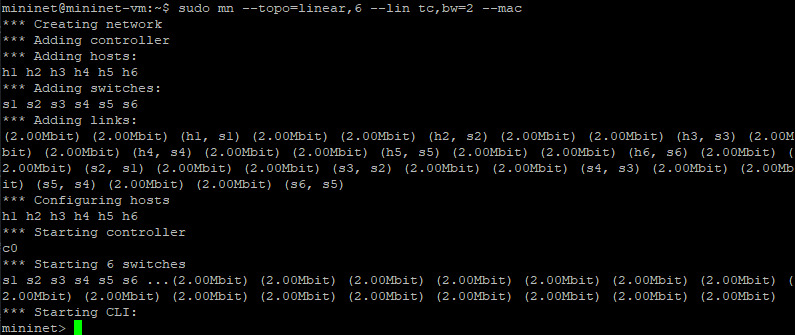 mininet@mininet-vm:~$ sudo mn --topo=linear,6 --lin tc,bw=2 --mac
*** Creating network
*** Adding controller
*** Adding hosts:
h1 h2 h3 h4 h5 h6
*** Adding switches:
s1 s2 s3 s4 s5 s6
*** Adding links:
(2.00Mbit) (2.00Mbit) (h1, s1) (2.00Mbit) (2.00Mbit) (h2, s2) (2.00Mbit) (2.00Mbit) (h3, s3) (2.00M
bit) (2.00Mbit) (h4, s4) (2.00Mbit) (2.00Mbit) (h5, s5) (2.00Mbit) (2.00Mbit) (h6, s6) (2.00Mbit) (
2.00Mbit) (s2, s1) (2.00Mbit) (2.00Mbit) (s3, s2) (2.00Mbit) (2.00Mbit) (s4, s3) (2.00Mbit) (2.00Mb
it) (s5, s4) (2.00Mbit) (2.00Mbit) (s6, s5)
*** Configuring hosts
h1 h2 h3 h4 h5 h6
*** Starting controller
c0
*** Starting 6 switches
s1 s2 s3 s4 s5 s6 ...(2.00Mbit) (2.00Mbit) (2.00Mbit) (2.00Mbit) (2.00Mbit) (2.00Mbit) (2.00Mbit) (
2.00Mbit) (2.00Mbit) (2.00Mbit) (2.00Mbit) (2.00Mbit) (2.00Mbit) (2.00Mbit) (2.00Mbit) (2.00Mbit)
*** Starting CLI:
mininet>